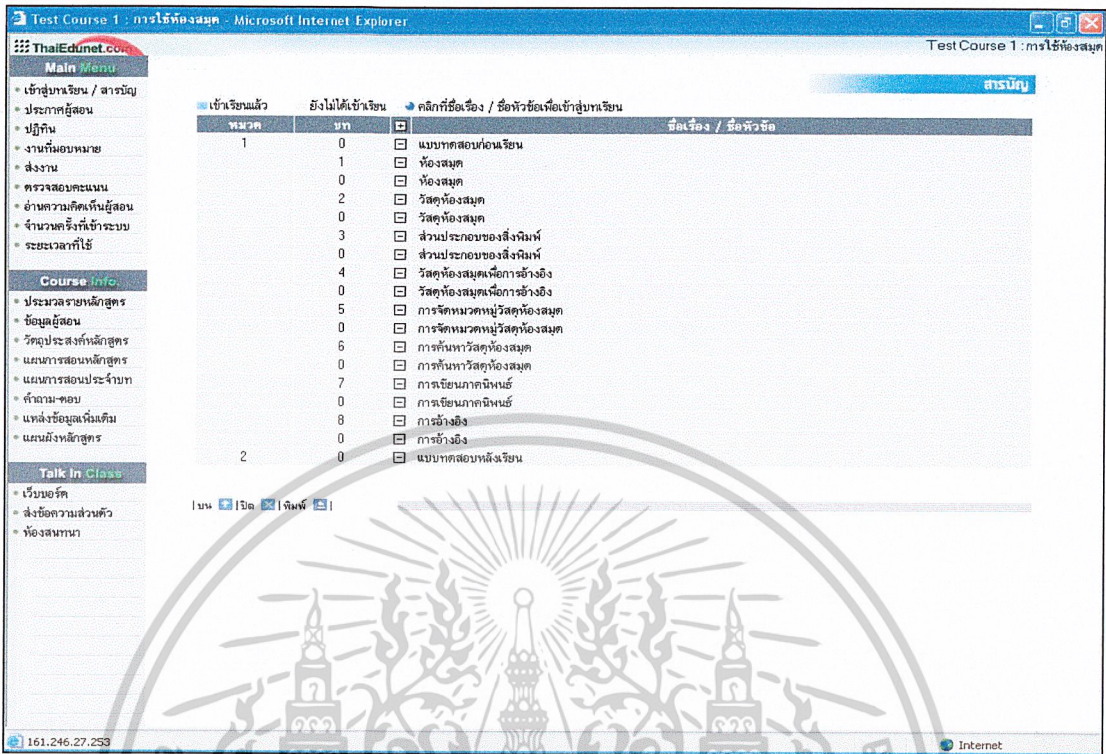 Test Course 1 : การใช้ห้องสมุด - Microsoft Internet Explorer
ThaiEdunet.com
Test Course 1 : การใช้ห้องสมุด
Main Menu
เข้าสู่บทเรียน / สารบัญ
ประกาศผู้สอน
ปฏิทิน
งานที่มอบหมาย
ส่งงาน
ตรวจสอบคะแนน
อ่านความคิดเห็นผู้สอน
จำนวนครั้งที่เข้าระบบ
ระยะเวลาที่ใช้
Course Info.
ประมวลรายหลักสูตร
ข้อมูลผู้สอน
วัตถุประสงค์หลักสูตร
แผนการสอนหลักสูตร
แผนการสอนประจำบท
คำถาม-ตอบ
แหล่งข้อมูลเพิ่มเติม
แผนผังหลักสูตร
Talk In Class
เว็บบอร์ด
ส่งข้อความส่วนตัว
ห้องสนทนา
สารบัญ
เข้าเรียนแล้ว ยังไม่ได้เข้าเรียน คลิกที่ชื่อเรื่อง / ชื่อหัวข้อเพื่อเข้าสู่บทเรียน
หมวด บท ชื่อเรื่อง / ชื่อหัวข้อ
1 0 แบบทดสอบก่อนเรียน
1 ห้องสมุด
0 ห้องสมุด
2 วัสดุห้องสมุด
0 วัสดุห้องสมุด
3 ส่วนประกอบของสิ่งพิมพ์
0 ส่วนประกอบของสิ่งพิมพ์
4 วัสดุห้องสมุดเพื่อการอ้างอิง
0 วัสดุห้องสมุดเพื่อการอ้างอิง
5 การจัดหมวดหมู่วัสดุห้องสมุด
0 การจัดหมวดหมู่วัสดุห้องสมุด
6 การค้นหาวัสดุห้องสมุด
0 การค้นหาวัสดุห้องสมุด
7 การเขียนภาคนิพนธ์
0 การเขียนภาคนิพนธ์
8 การอ้างอิง
0 การอ้างอิง
2 0 แบบทดสอบหลังเรียน
| บน | ปิด | พิมพ์ |
161.246.27.253
Internet